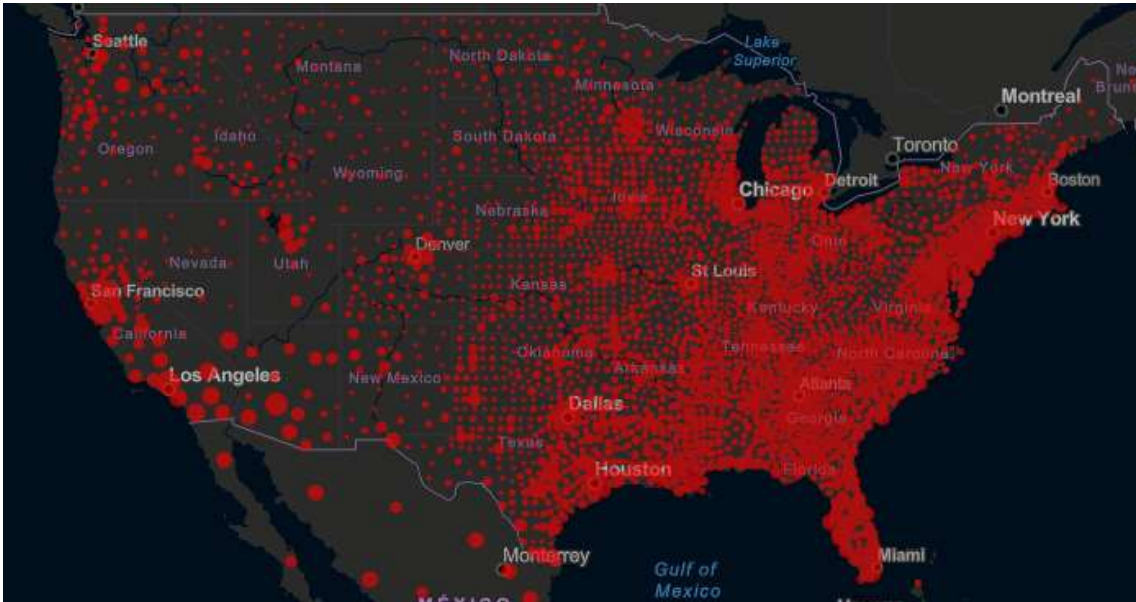 Seattle
Lake
Superior
North Dakota
Montana
Minnesota
Montreal
Oregon
Idaho
South Dakota
Wisconsin
Toronto
New York
Wyoming
Chicago
Detroit
Boston
Nebraska
Iowa
New York
Denver
Ohio
Nevada
Utah
Kansas
St Louis
San Francisco
Kentucky
Virginia
California
Tennessee
Oklahoma
North Carolina
Arkansas
Los Angeles
New Mexico
Atlanta
Dallas
Georgia
Texas
Houston
Florida
Monterrey
Miami
Gulf of
Mexico
MÉXICO